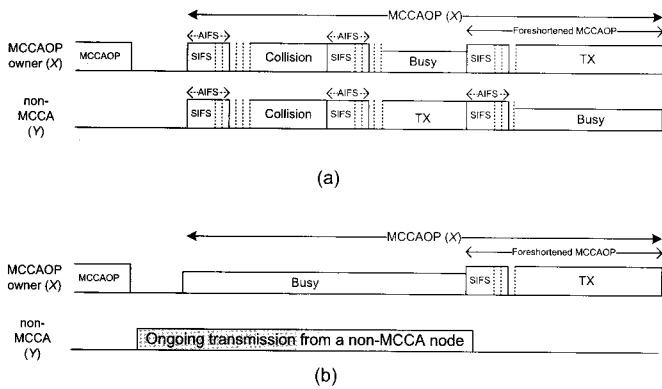 MCCAOP (X)
Foreshortened MCCAOP
MCCAOP
owner (X)
MCCAOP
AIFS
SIFS
Collision
AIFS
SIFS
Busy
SIFS
TX
non-
MCCA
(Y)
AIFS
SIFS
Collision
AIFS
SIFS
TX
AIFS
SIFS
Busy
(a)
MCCAOP (X)
Foreshortened MCCAOP
MCCAOP
owner (X)
MCCAOP
Busy
SIFS
TX
non-
MCCA
(Y)
Ongoing transmission from a non-MCCA node
(b)